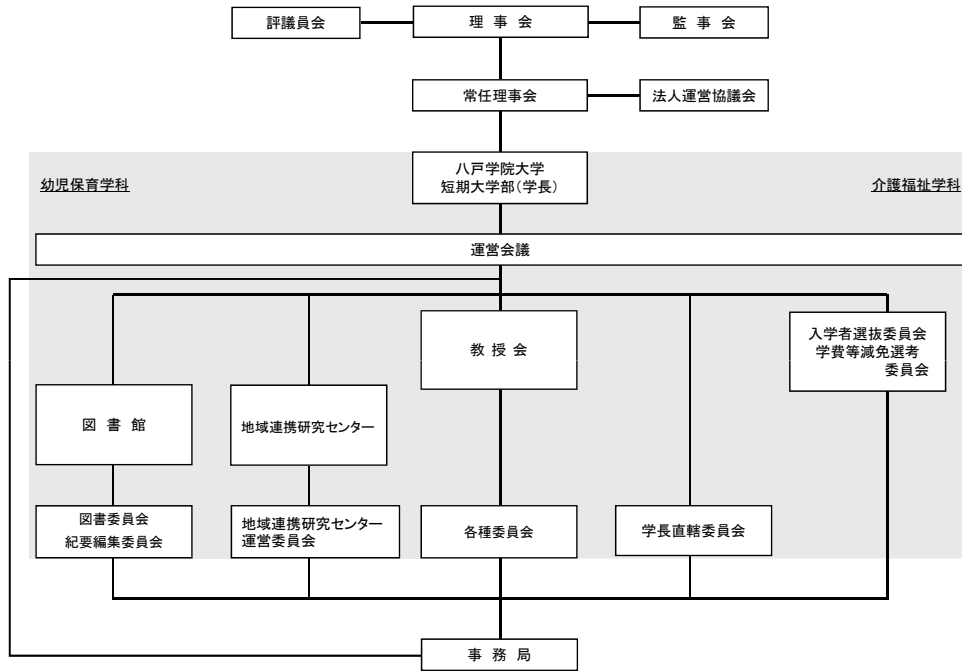 評議員会
理 事 会
監 事 会
常任理事会
法人運営協議会
八戸学院大学
短期大学部(学長)
幼児保育学科
介護福祉学科
運営会議
教 授 会
入学者選抜委員会
学費等減免選考
委員会
図 書 館
地域連携研究センター
図書委員会
紀要編集委員会
地域連携研究センター
運営委員会
各種委員会
学長直轄委員会
事 務 局